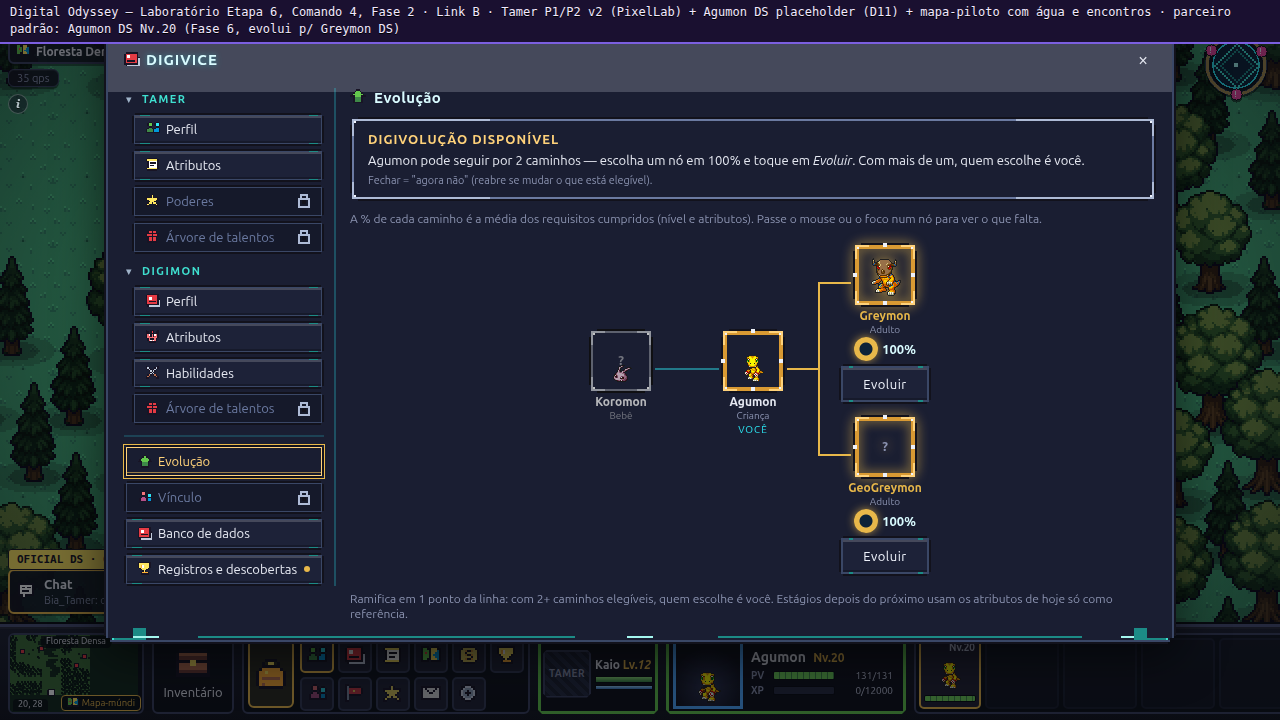 Digital Odyssey — Laboratório Etapa 6, Comando 4, Fase 2 · Link B · Tamer P1/P2 v2 (PixelLab) + Agumon DS placeholder (D11) + mapa-piloto com água e encontros · parceiro
padrão: Agumon DS Nv.20 (Fase 6, evolui p/ Greymon DS)
Floresta Den
35 qps
i
DIGIVICE
×
▼ TAMER
Perfil
Atributos
Poderes
Árvore de talentos
▼ DIGIMON
Perfil
Atributos
Habilidades
Árvore de talentos
Evolução
Vínculo
Banco de dados
Registros e descobertas
Evolução
DIGIVOLUÇÃO DISPONÍVEL
Agumon pode seguir por 2 caminhos — escolha um nó em 100% e toque em Evoluir. Com mais de um, quem escolhe é você.
Fechar = "agora não" (reabre se mudar o que está elegível).
A % de cada caminho é a média dos requisitos cumpridos (nível e atributos). Passe o mouse ou o foco num nó para ver o que falta.
?
Koromon
Bebê
Agumon
Criança
VOCÊ
Greymon
Adulto
100%
Evoluir
?
GeoGreymon
Adulto
100%
Evoluir
Ramifica em 1 ponto da linha: com 2+ caminhos elegíveis, quem escolhe é você. Estágios depois do próximo usam os atributos de hoje só como
referência.
OFICIAL DS ·
Chat
Bia_Tamer:
Floresta Densa
20, 28
Mapa-múndi
Inventário
TAMER
Kaio Lv.12
Agumon Nv.20
PV 131/131
XP 0/12000
Nv.20